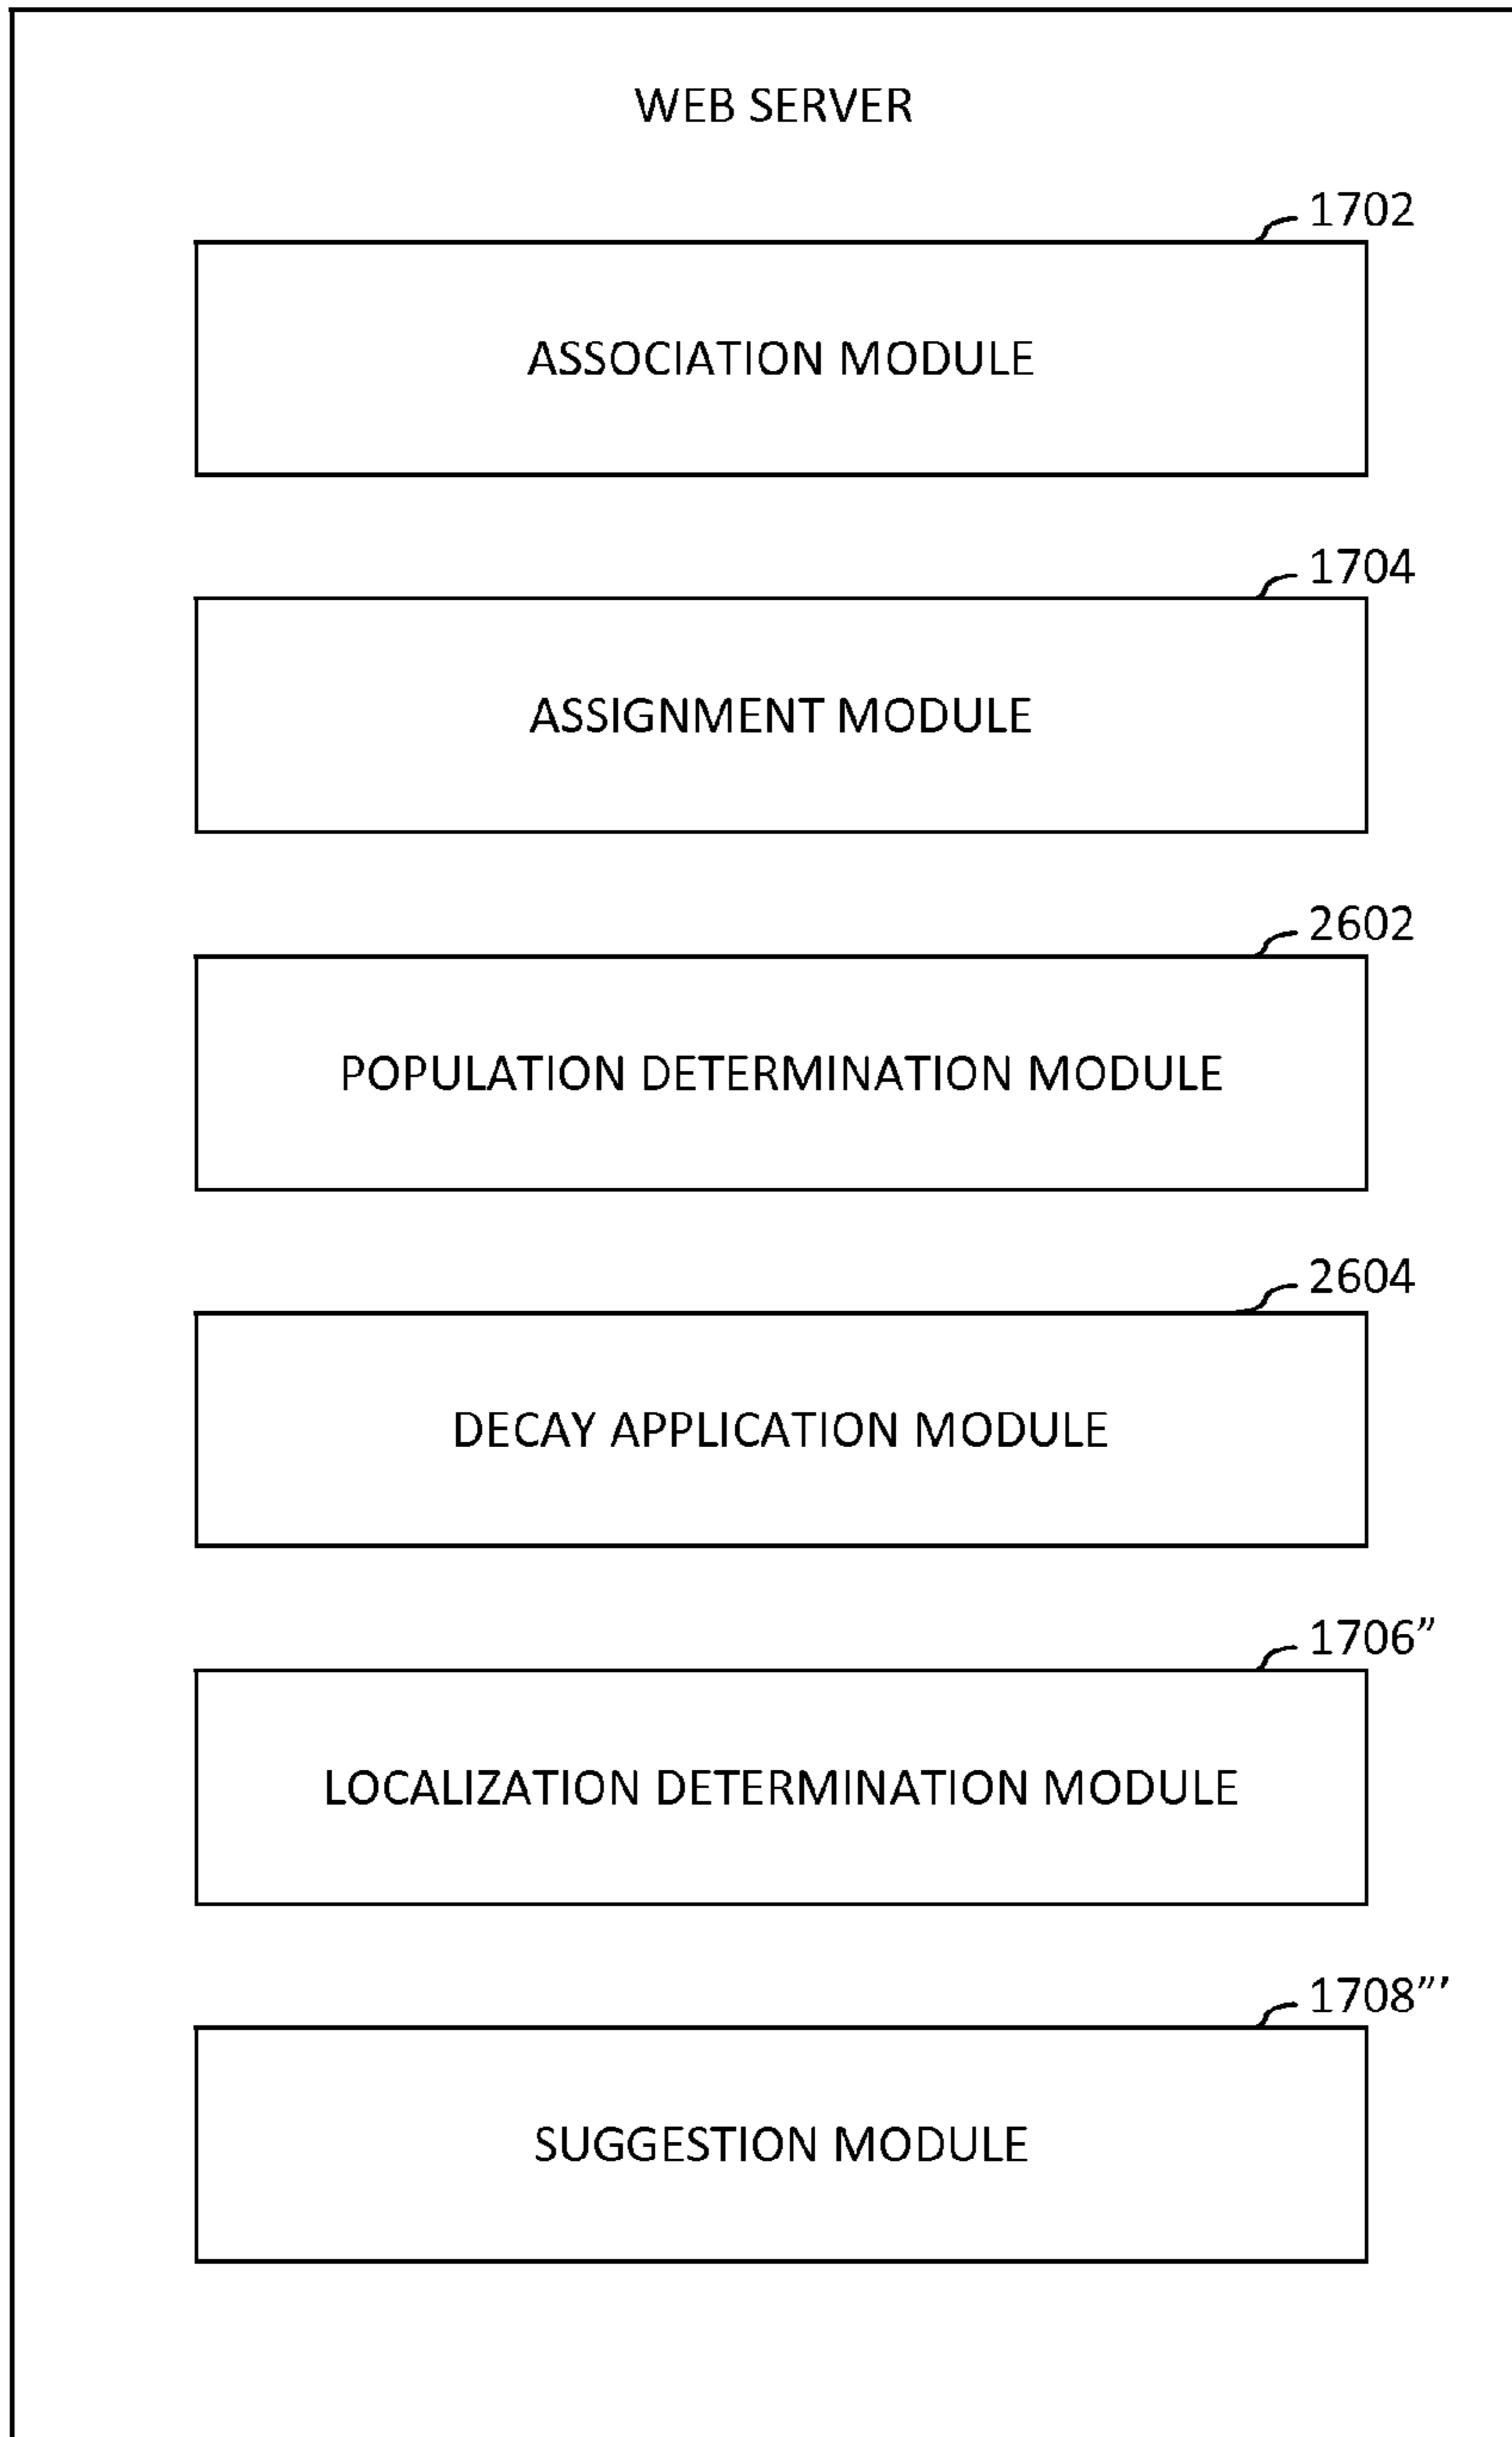 WEB SERVER
1702
ASSOCIATION MODULE
1704
ASSIGNMENT MODULE
2602
POPULATION DETERMINATION MODULE
2604
DECAY APPLICATION MODULE
1706”
LOCALIZATION DETERMINATION MODULE
1708”’
SUGGESTION MODULE